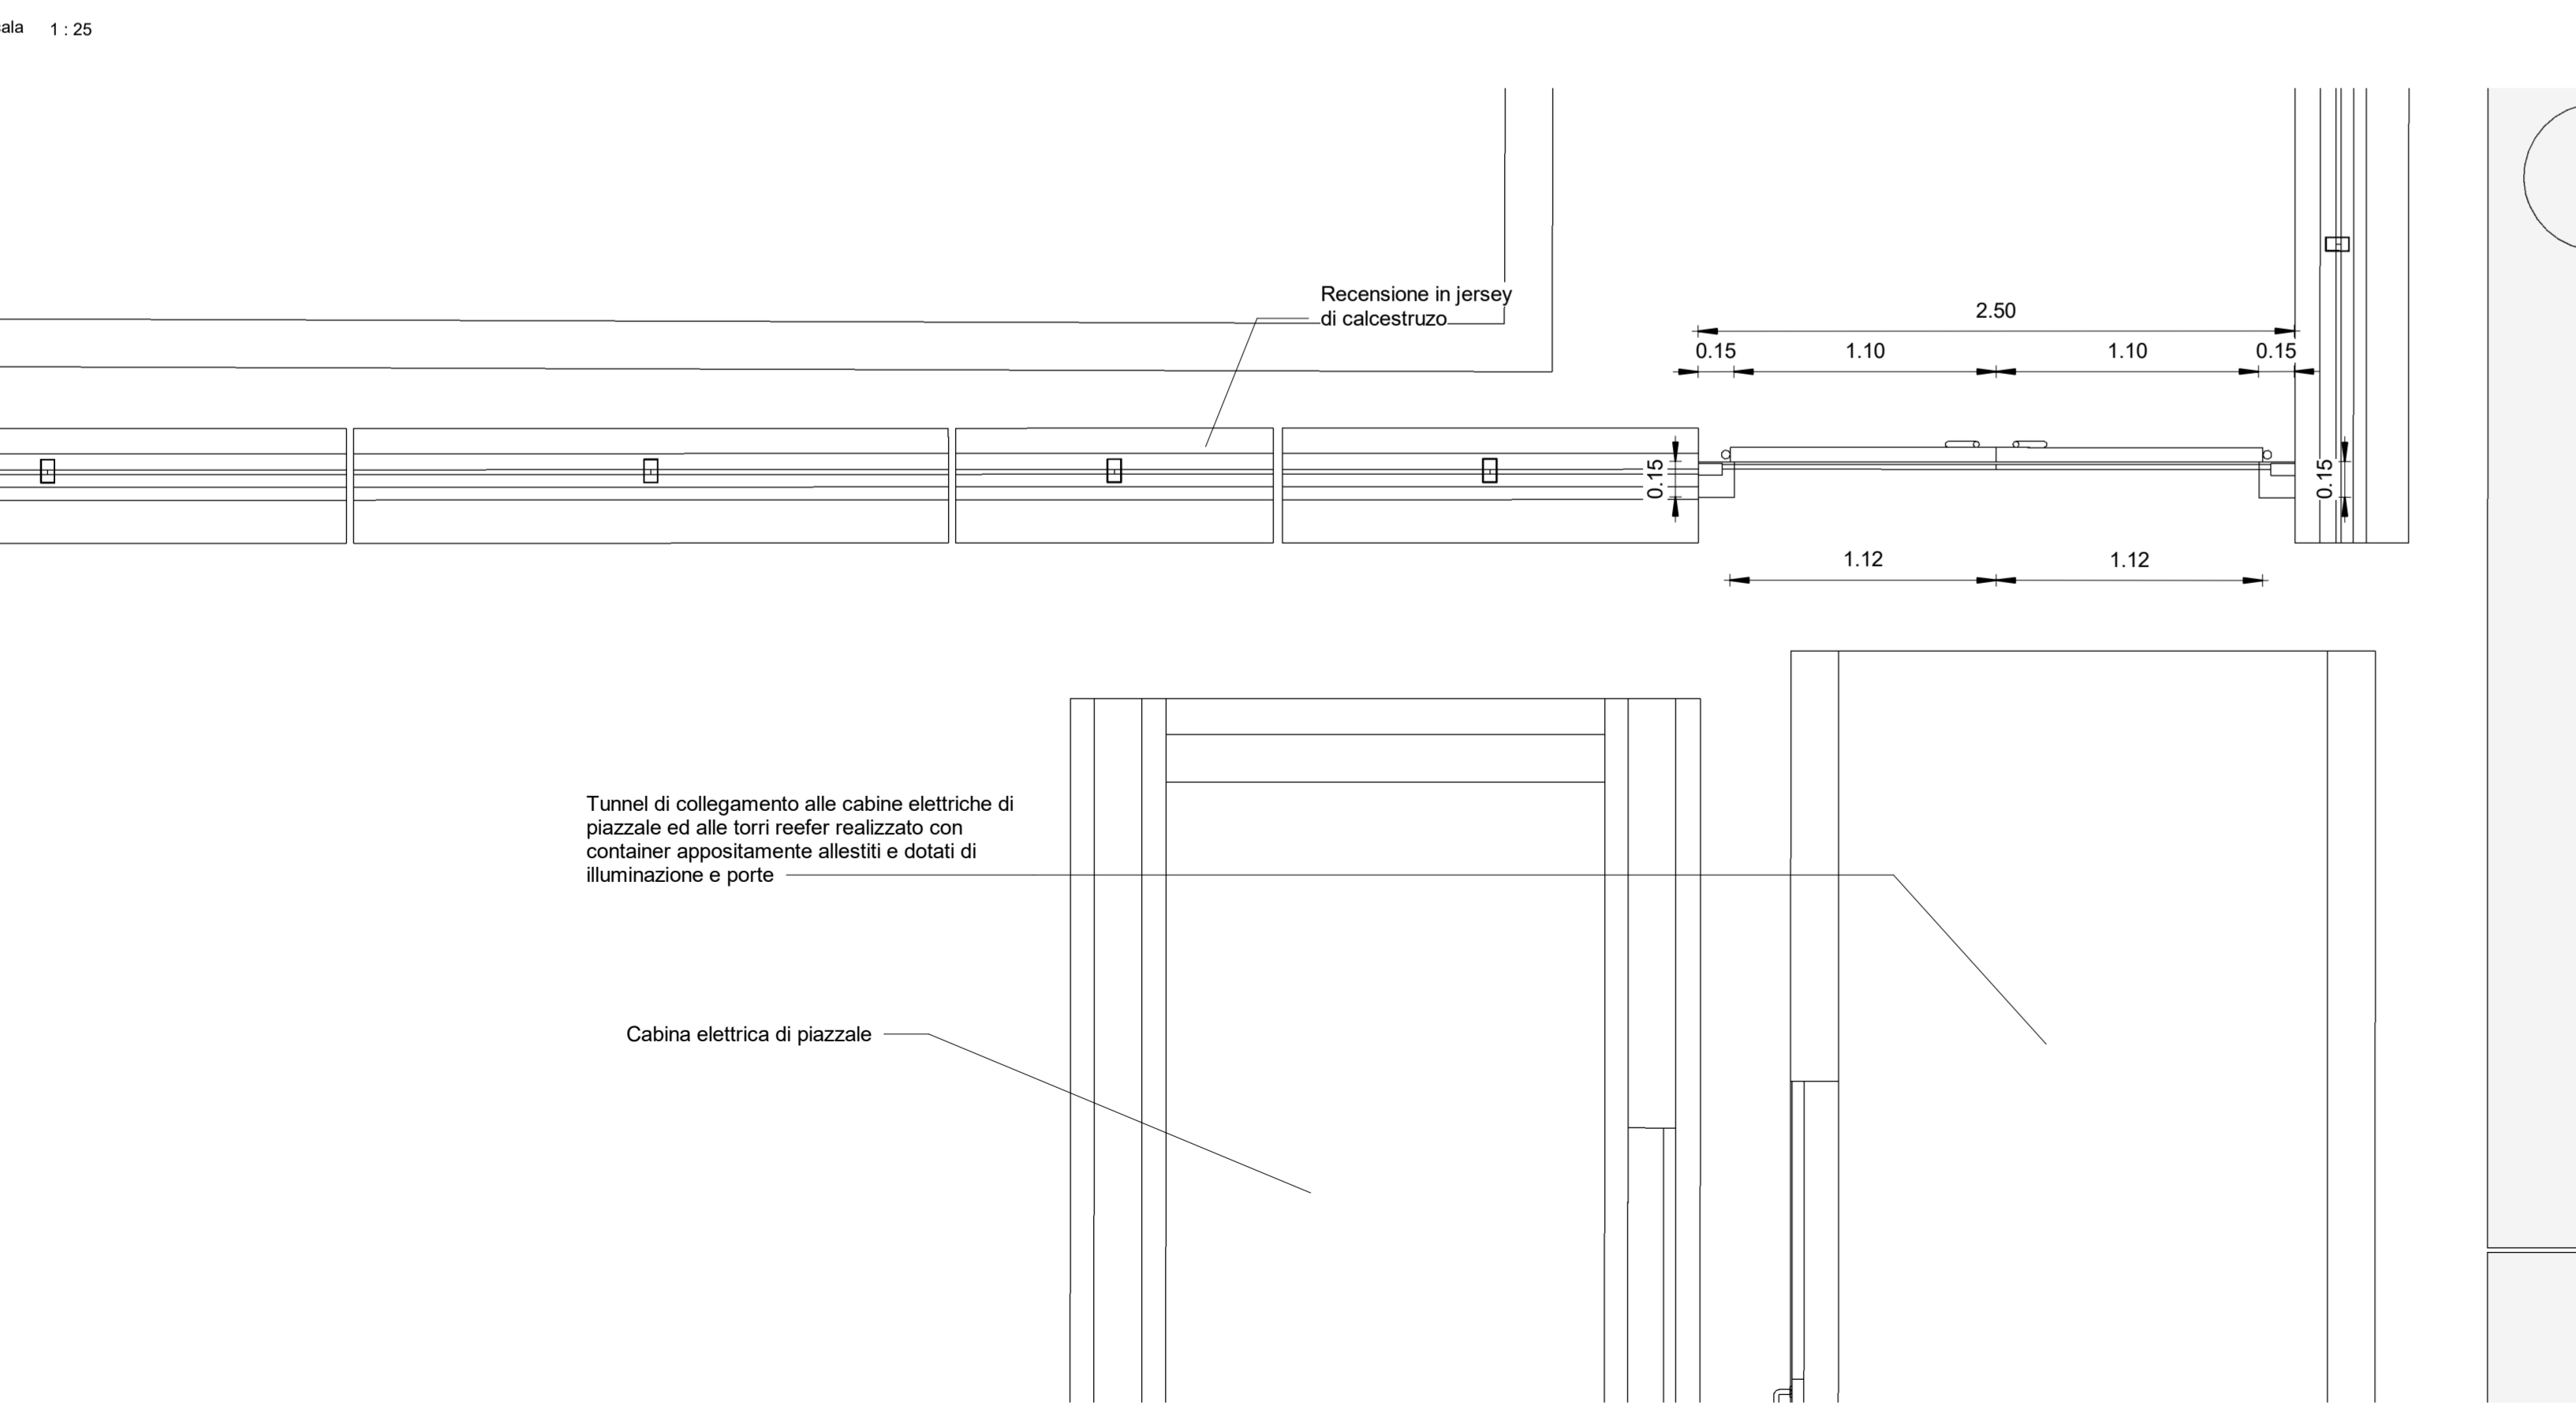 ala 1 : 25
Recensione in jersey
di calcestruzo
2.50
0.15 1.10 1.10 0.15
0.15
0.15
1.12 1.12
Tunnel di collegamento alle cabine elettriche di
piazzale ed alle torri reefer realizzato con
container appositamente allestiti e dotati di
illuminazione e porte
Cabina elettrica di piazzale